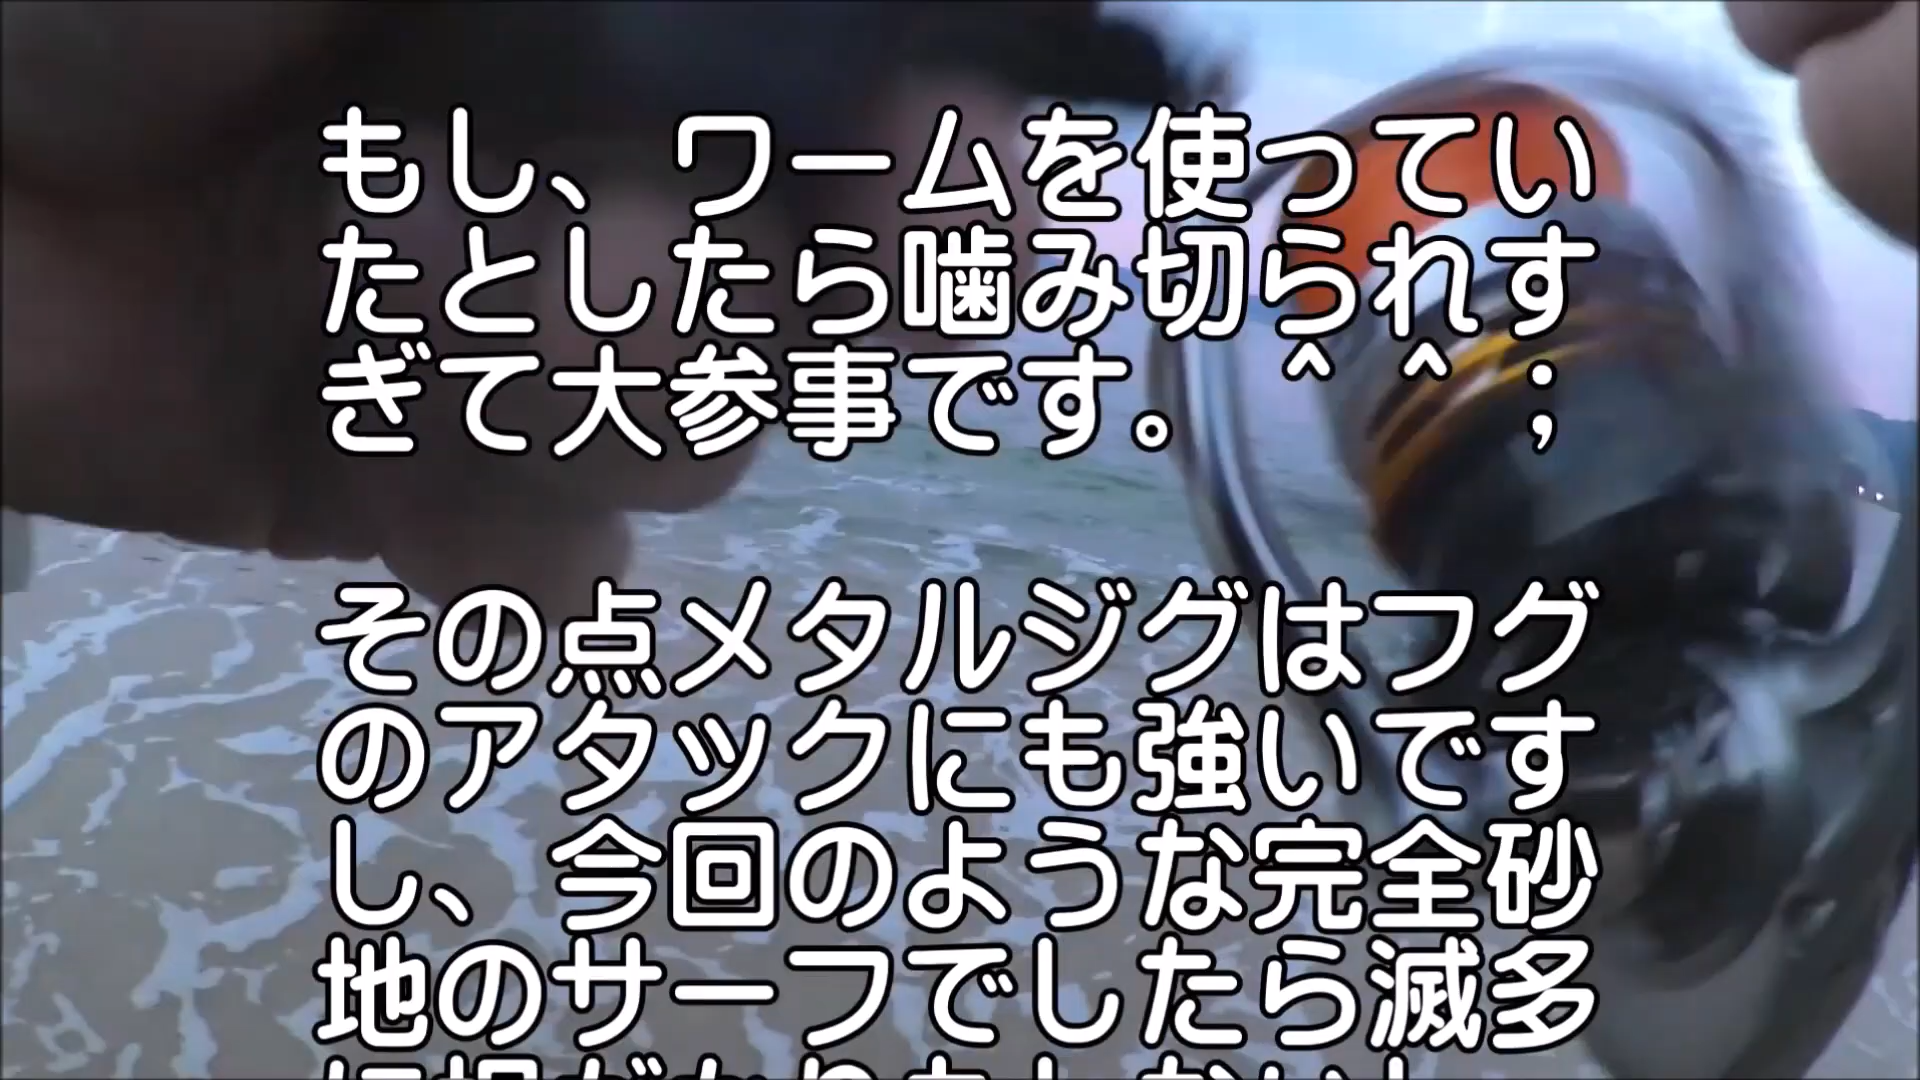 もし、ワームを使ってい
たとしたら噛み切られす
ぎて大参事です。＾＾；
その点メタルジグはフグ
のアタックにも強いです
し、今回のような完全砂
地のサーフでしたら滅多